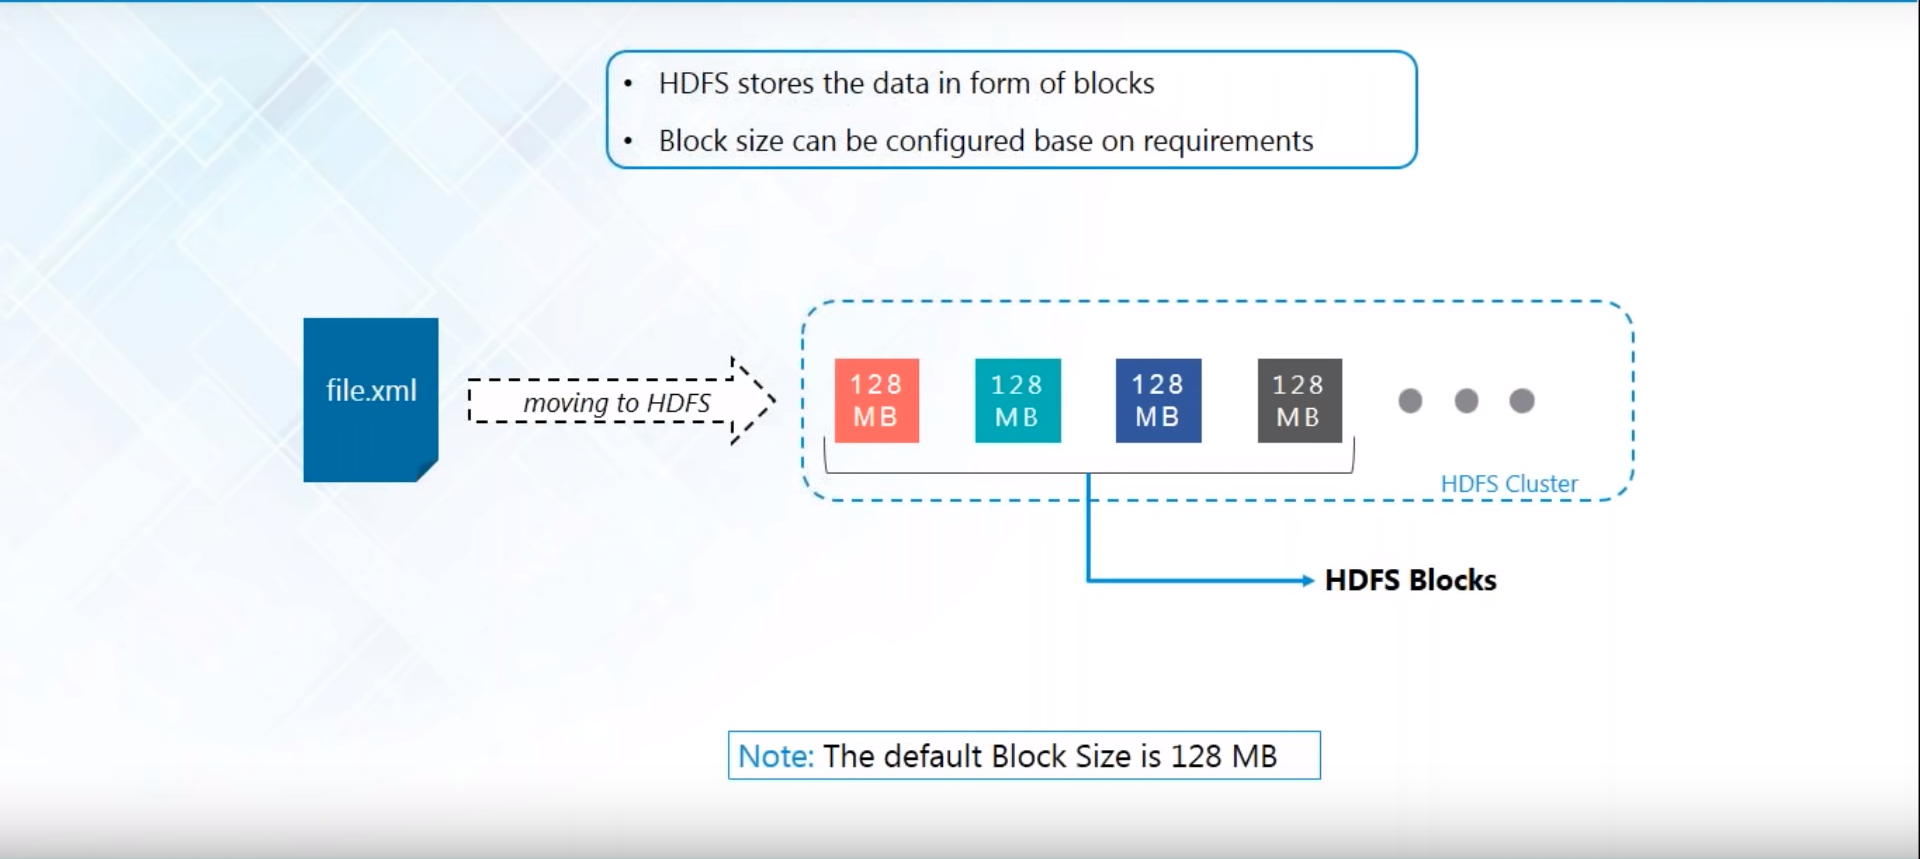 • HDFS stores the data in form of blocks
• Block size can be configured base on requirements
file.xml
moving to HDFS
128
MB
128
MB
128
MB
128
MB
HDFS Cluster
HDFS Blocks
Note: The default Block Size is 128 MB